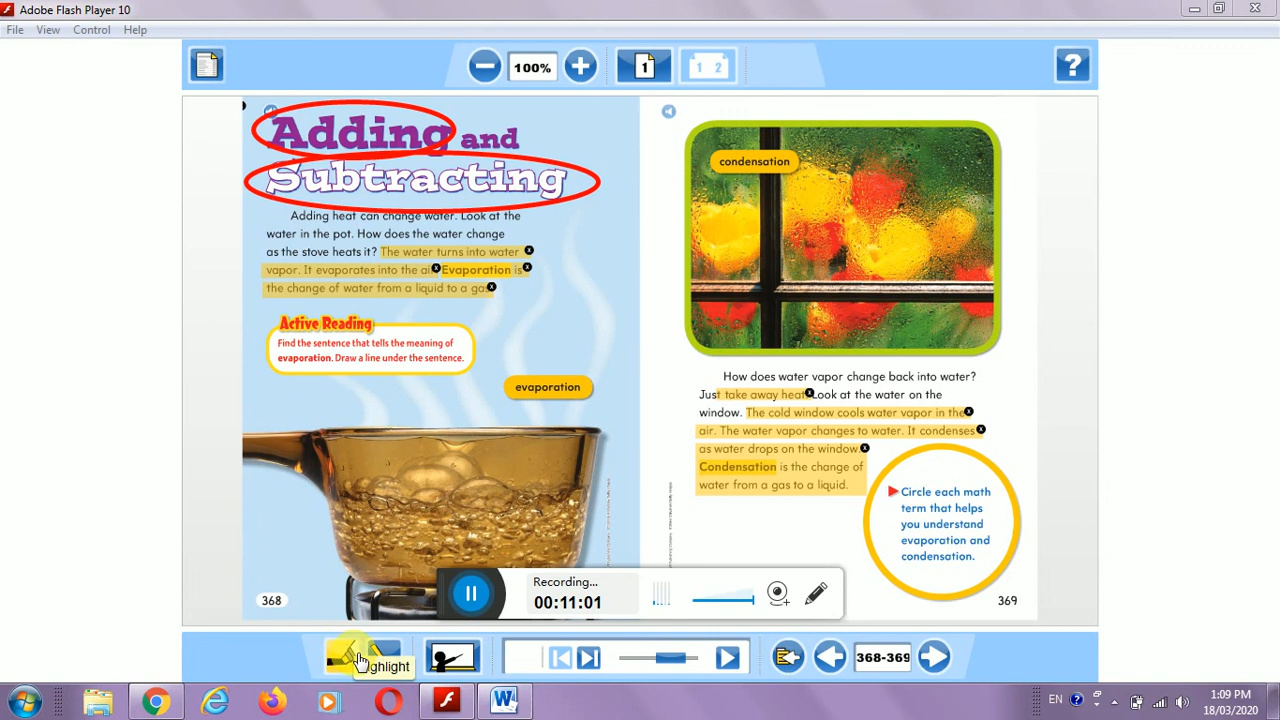 Adobe Flash Player 10
File View Control Help
100%
1
1 2
?
Adding and
Subtracting
Adding heat can change water. Look at the
water in the pot. How does the water change
as the stove heats it? The water turns into water
vapor. It evaporates into the air. Evaporation is
the change of water from a liquid to a gas.
Active Reading
Find the sentence that tells the meaning of
evaporation. Draw a line under the sentence.
evaporation
368
condensation
How does water vapor change back into water?
Just take away heat. Look at the water on the
window. The cold window cools water vapor in the
air. The water vapor changes to water. It condenses
as water drops on the window.
Condensation is the change of
water from a gas to a liquid.
Circle each math
term that helps
you understand
evaporation and
condensation.
369
Recording...
00:11:01
ighlight
368-369
EN
1:09 PM
18/03/2020